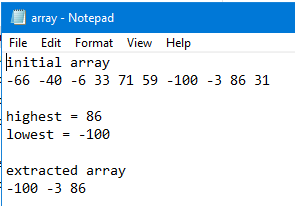 array - Notepad
File Edit Format View Help
initial array
-66 -40 -6 33 71 59 -100 -3 86 31
highest = 86
lowest = -100
extracted array
-100 -3 86